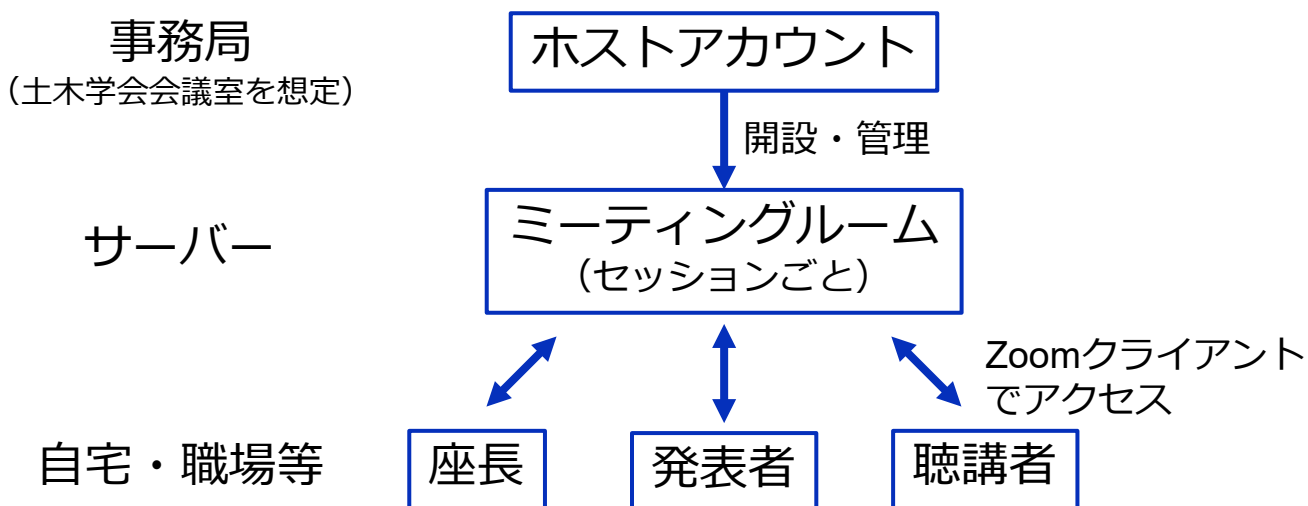 事務局
(土木学会会議室を想定)
ホストアカウント
開設・管理
サーバー
ミーティングルーム
(セッションごと)
Zoomクライアント
でアクセス
自宅・職場等
座長
発表者
聴講者